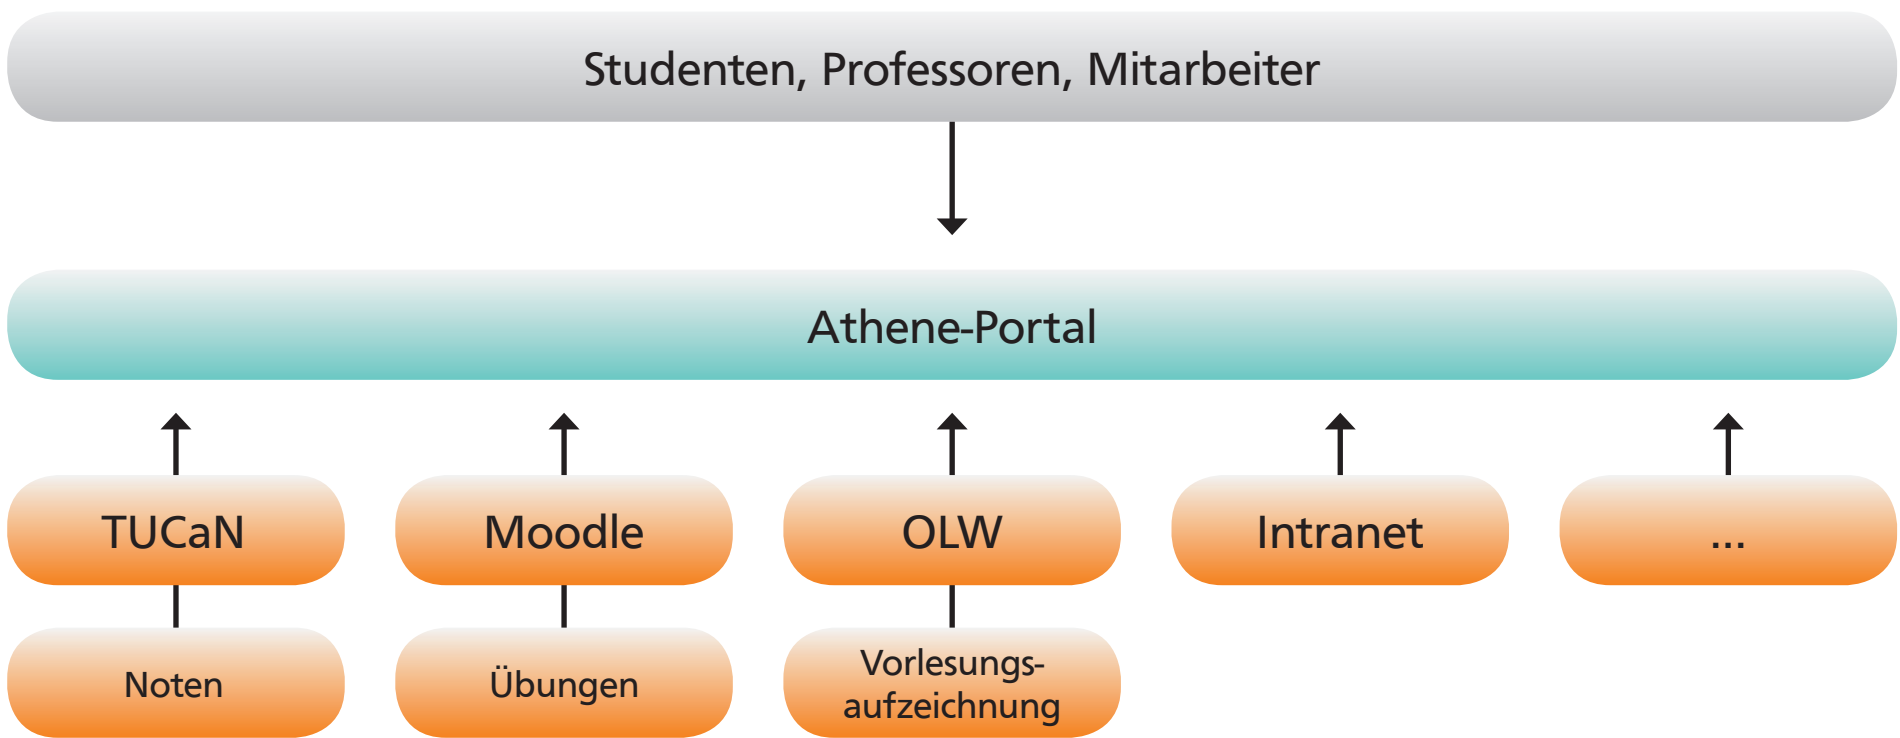 Studenten, Professoren, Mitarbeiter
Athene-Portal
TUCaN
Moodle
OLW
Intranet
...
Noten
Übungen
Vorlesungs-
aufzeichnung